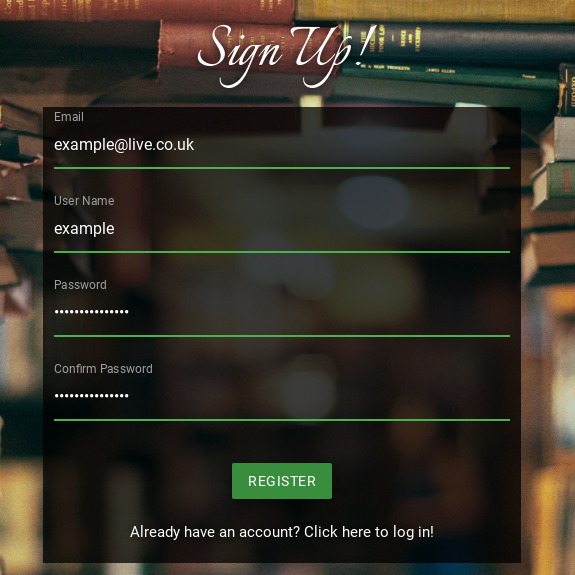 Sign Up!
Email
example@live.co.uk
User Name
example
Password
•••••••••••••••
Confirm Password
•••••••••••••••
REGISTER
Already have an account? Click here to log in!